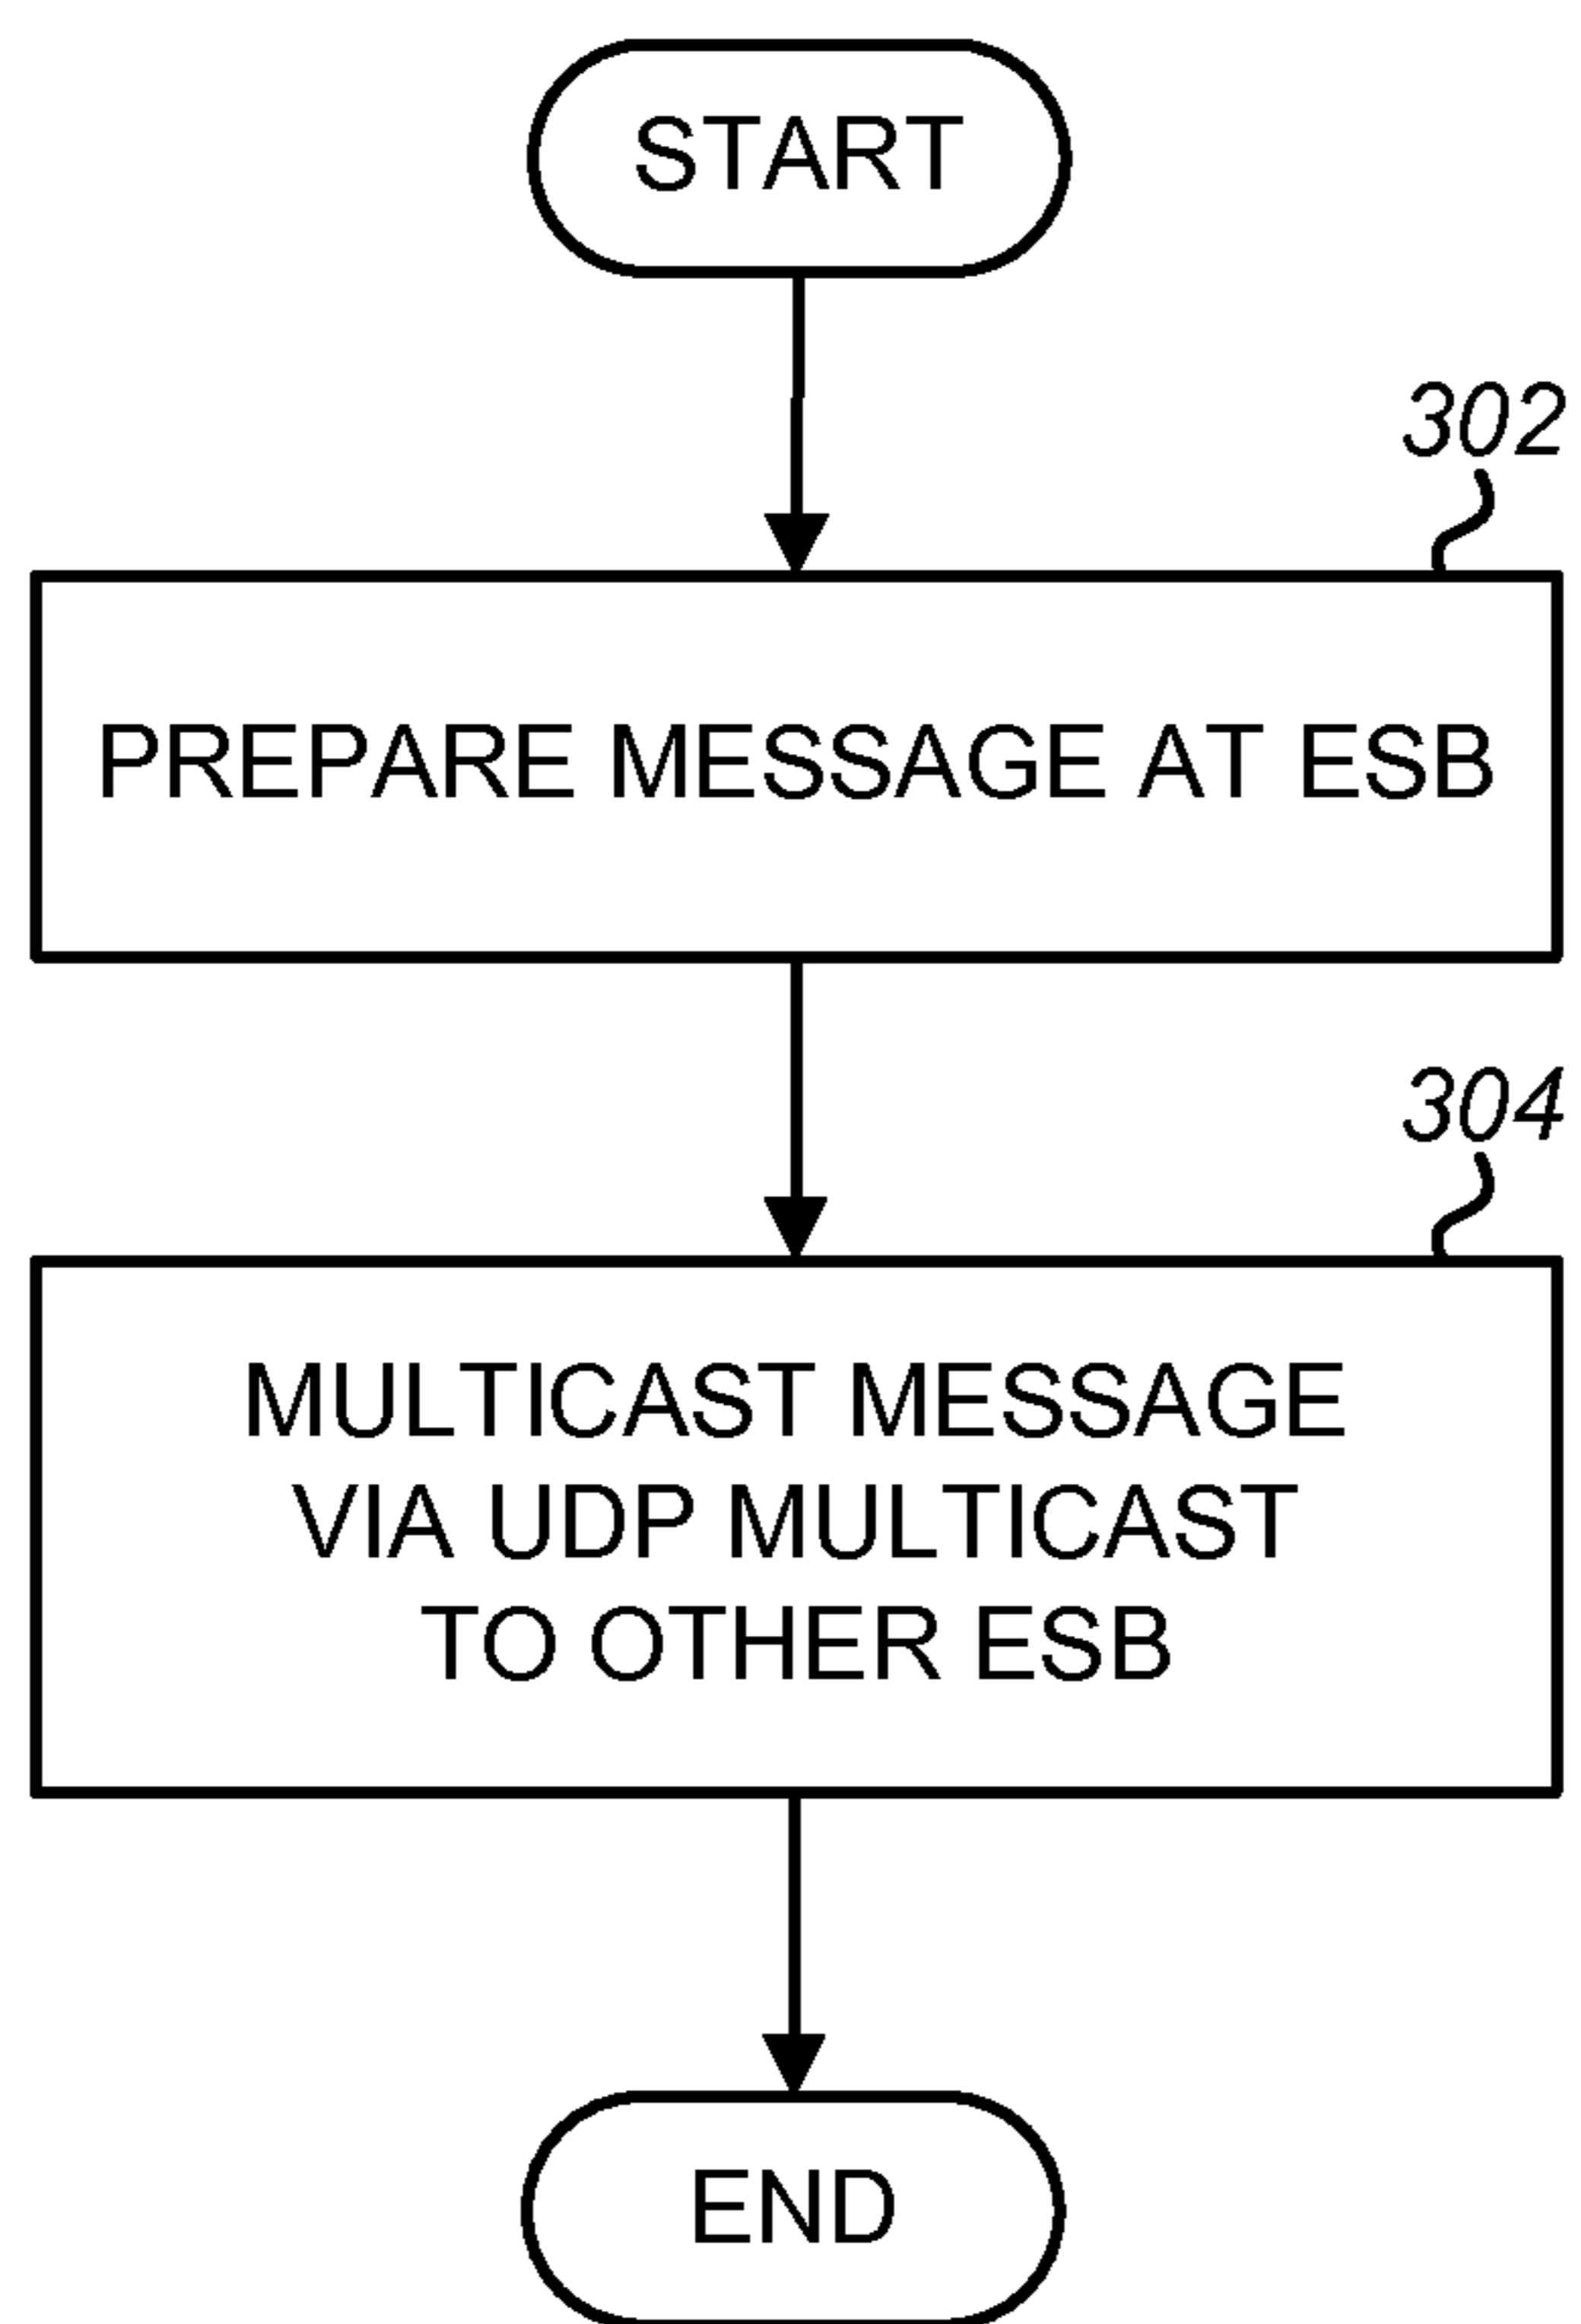 START
302
PREPARE MESSAGE AT ESB
304
MULTICAST MESSAGE
VIA UDP MULTICAST
TO OTHER ESB
END